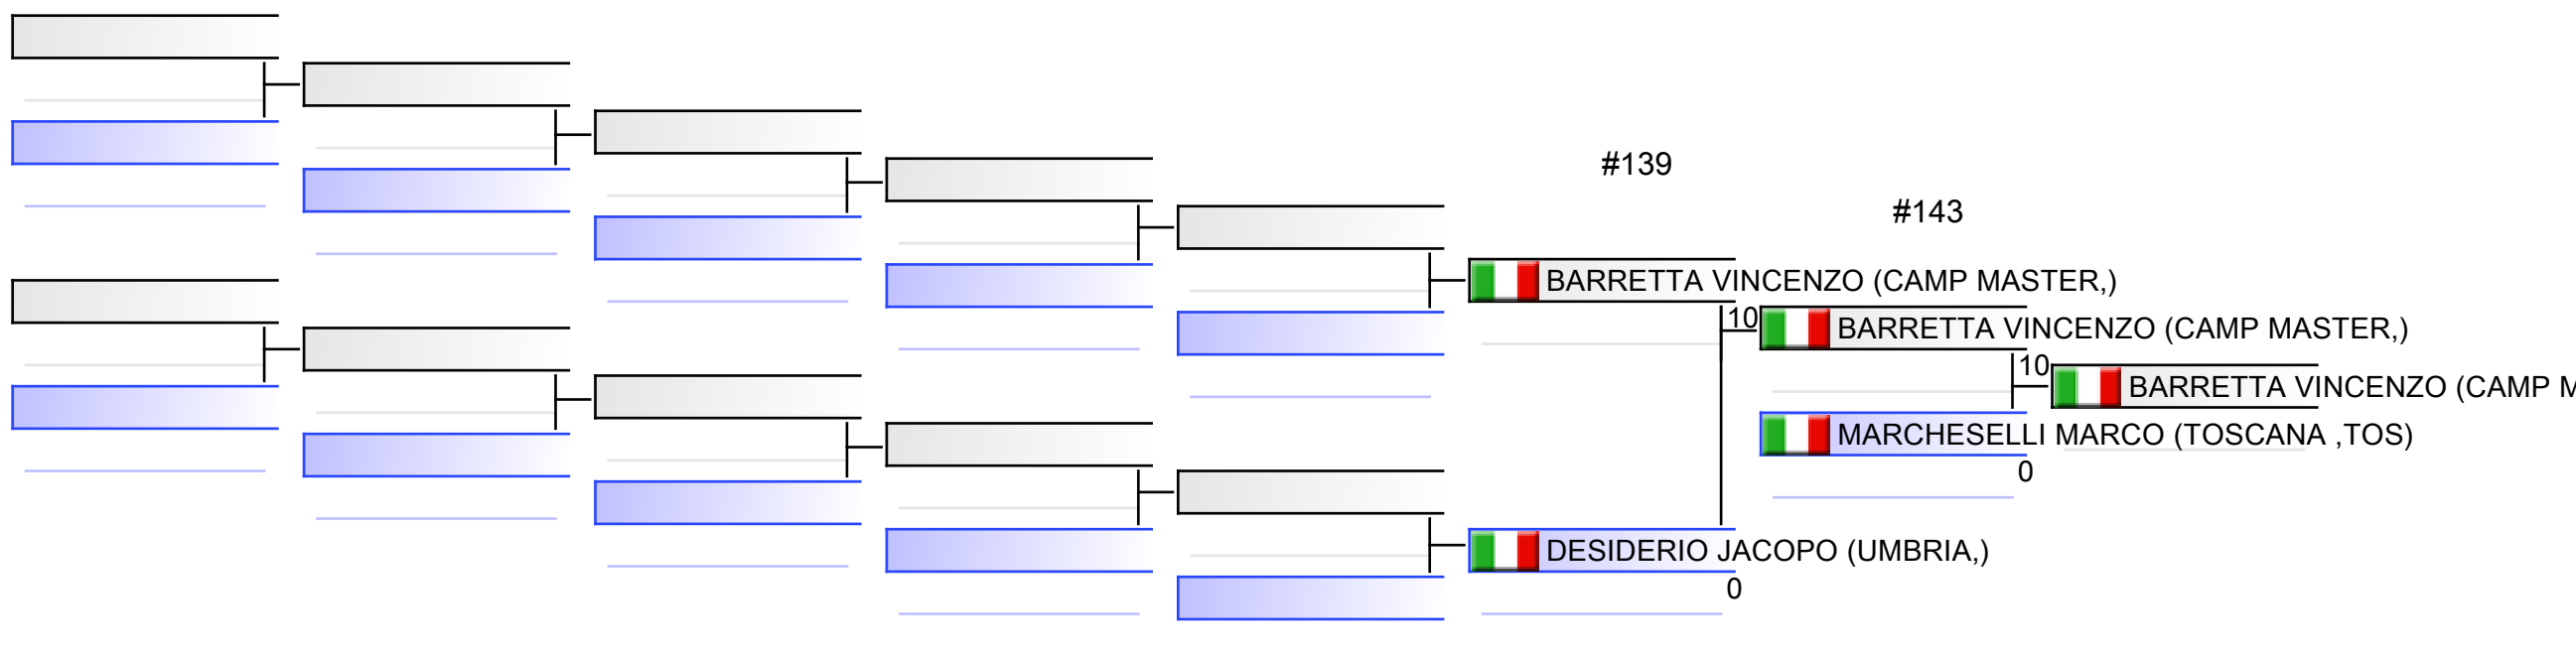 #139
#143
BARRETTA VINCENZO (CAMP MASTER,)
10
BARRETTA VINCENZO (CAMP MASTER,)
10
BARRETTA VINCENZO (CAMP M
MARCHESELLI MARCO (TOSCANA ,TOS)
0
DESIDERIO JACOPO (UMBRIA,)
0